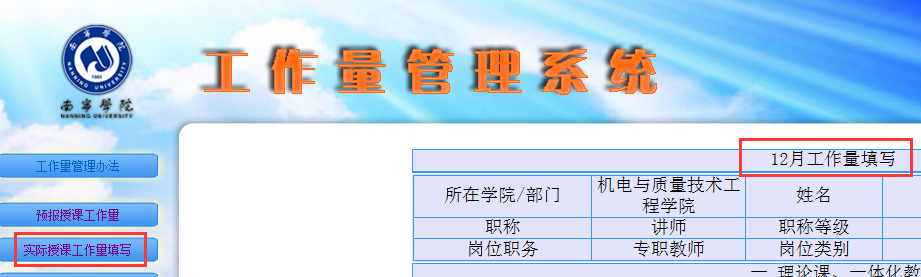 南宁学院
NANNING UNIVERSITY
1985
南宁学院
NANNING UNIVERSITY
工作量管理系统
工作量管理办法
预报授课工作量
实际授课工作量填写
12月工作量填写
所在学院/部门 机电与质量技术工程学院 姓名
职称 讲师 职称等级
岗位职务 专职教师 岗位类别
一 理论课、一体化教